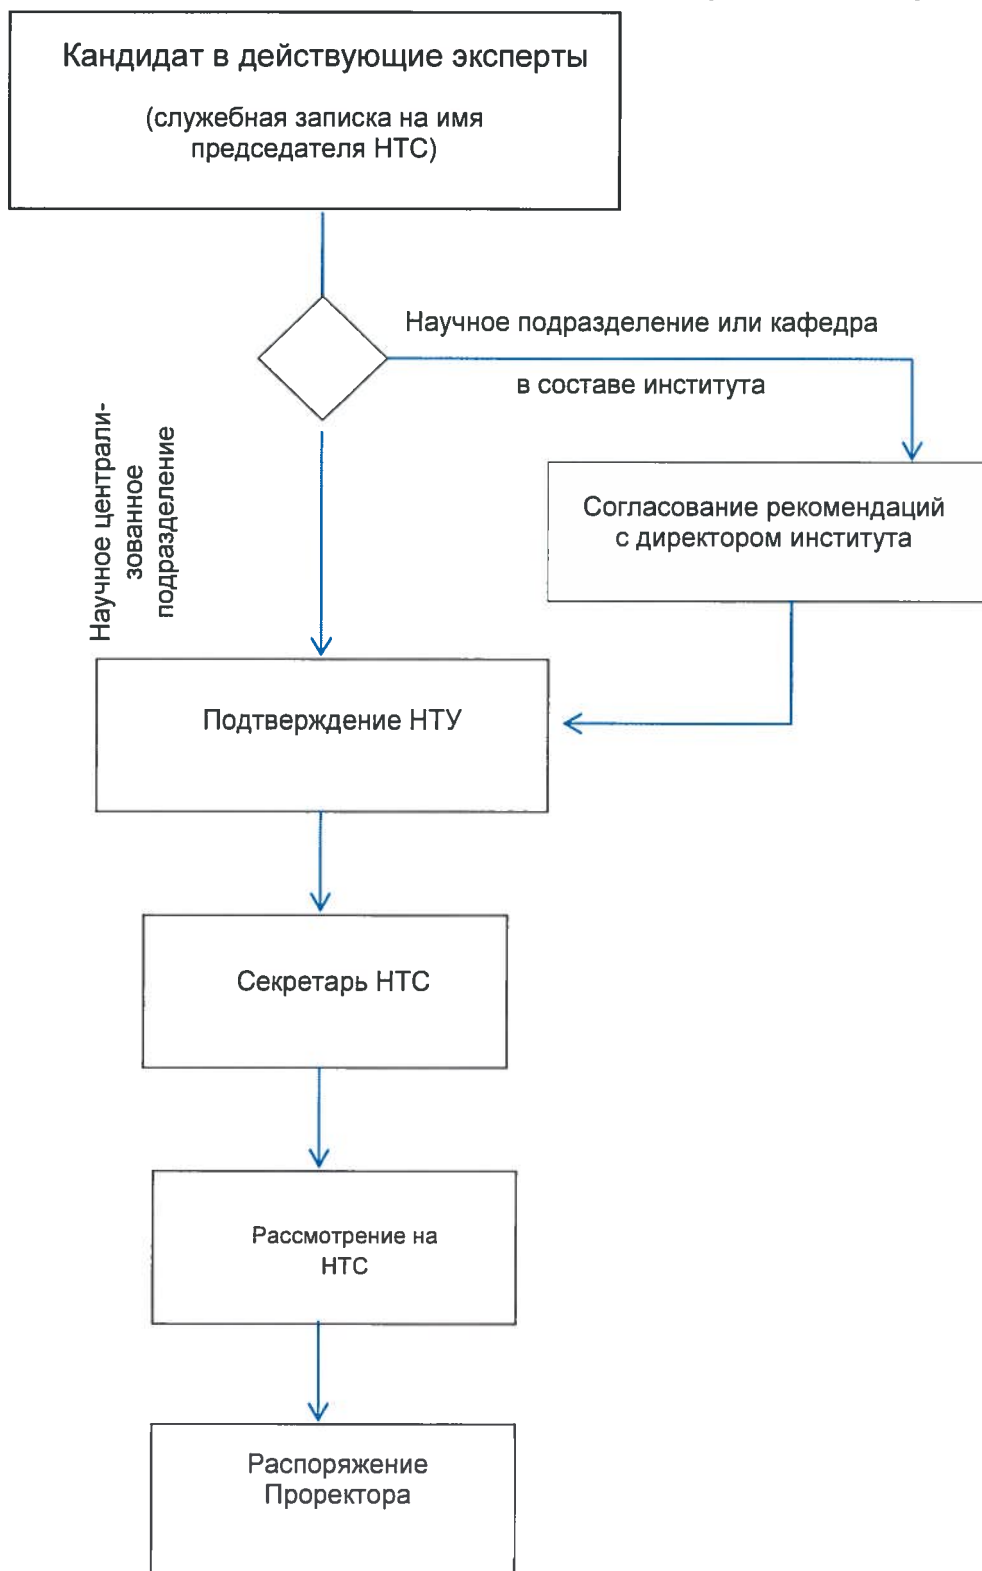 Кандидат в действующие эксперты
(служебная записка на имя
председателя НТС)
Научное подразделение или кафедра
в составе института
Научное централи-
зованное
подразделение
Согласование рекомендаций
с директором института
Подтверждение НТУ
Секретарь НТС
Рассмотрение на
НТС
Распоряжение
Проректора